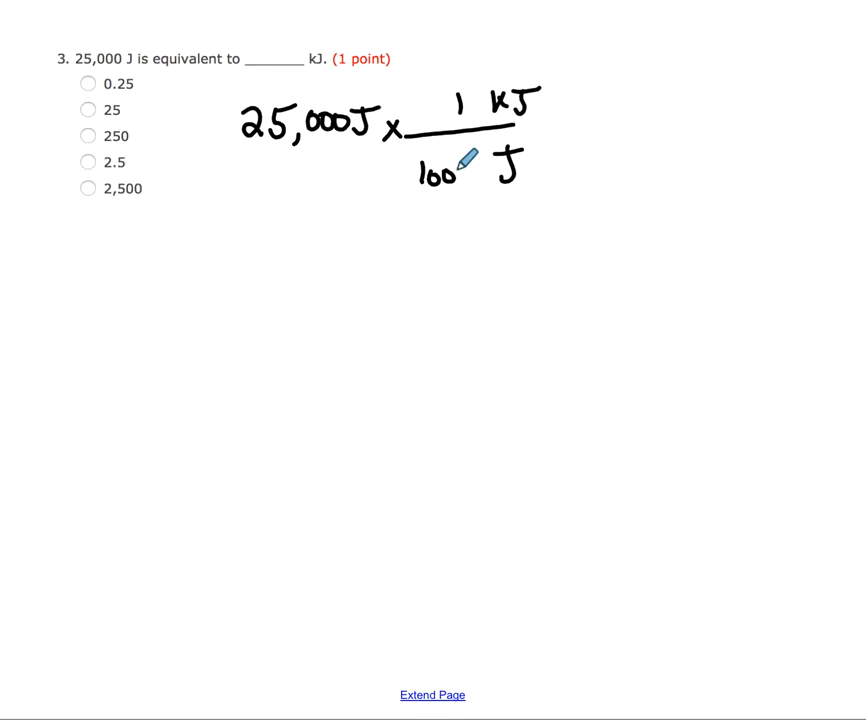 3. 25,000 J is equivalent to ________ kJ. (1 point)
0.25
25
250
2.5
2,500
25,000J x 1 kJ
100 J
Extend Page